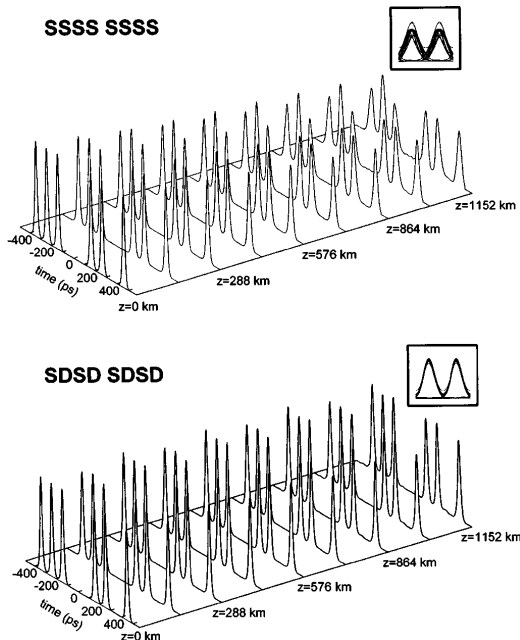 SSSS SSSS
-400
-200
0
200
400
time (ps)
z=0 km
z=288 km
z=576 km
z=864 km
z=1152 km
SDSD SDSD
-400
-200
0
200
400
time (ps)
z=0 km
z=288 km
z=576 km
z=864 km
z=1152 km